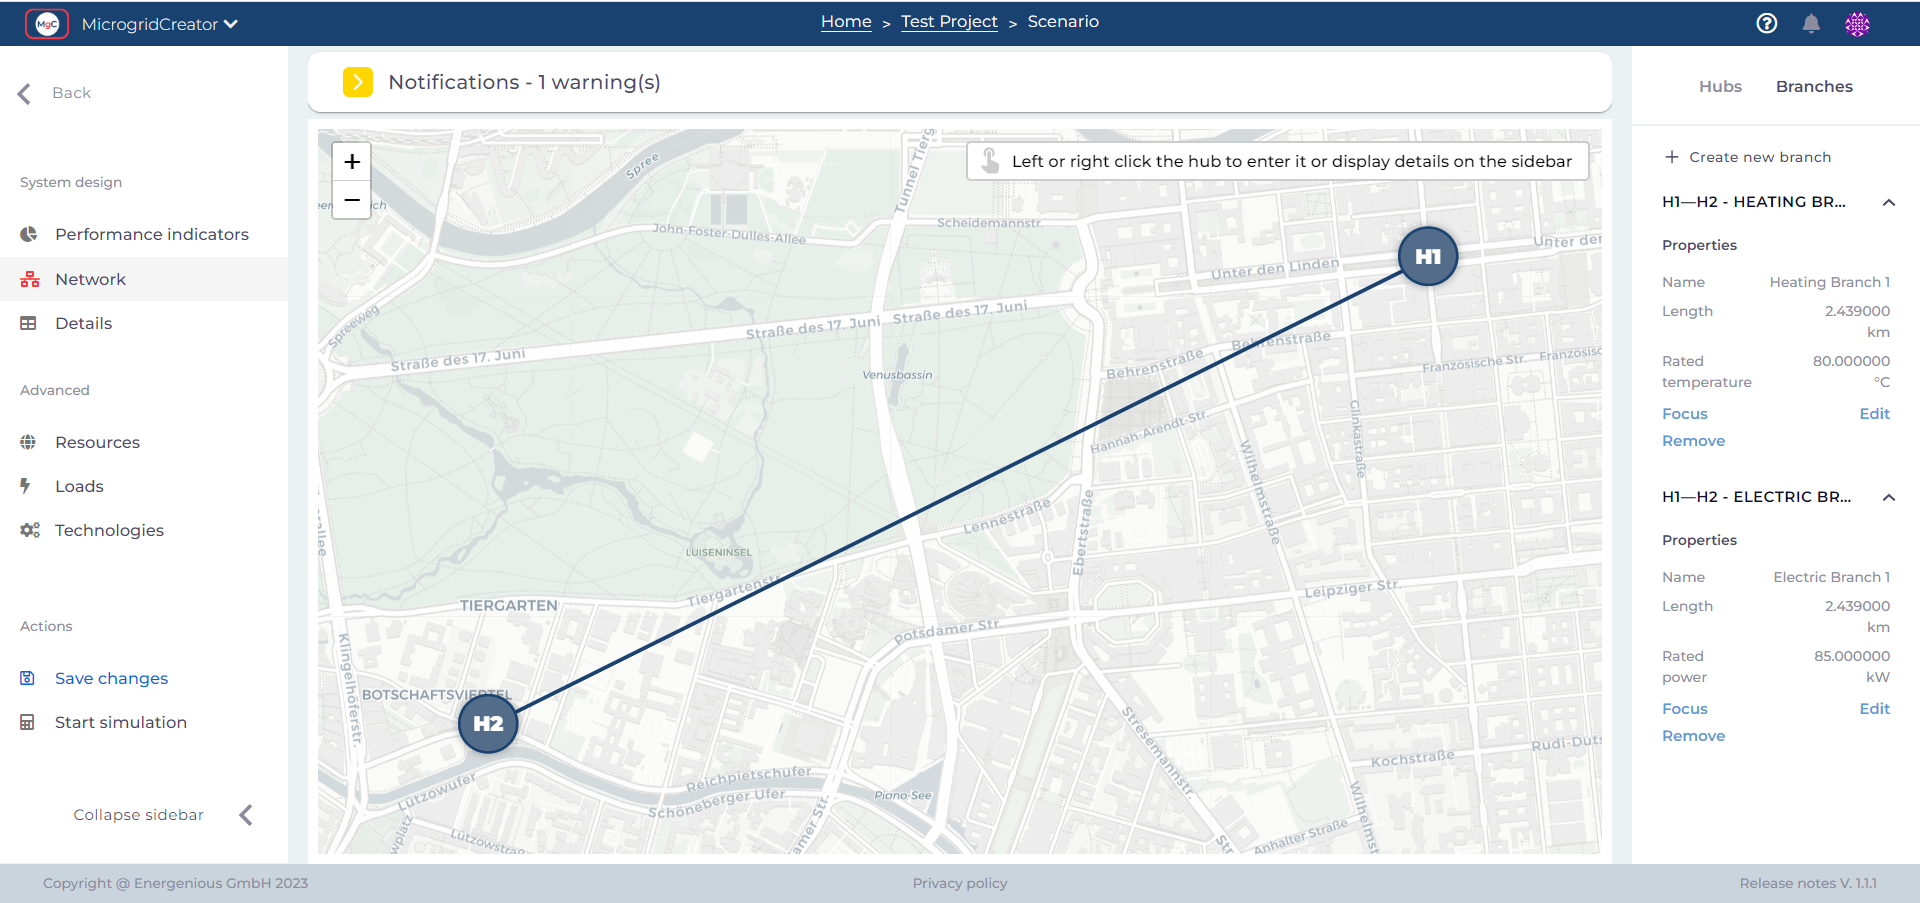 MgC
MicrogridCreator
Home > Test Project > Scenario
Back
System design
Performance indicators
Network
Details
Advanced
Resources
Loads
Technologies
Actions
Save changes
Start simulation
Collapse sidebar
Notifications - 1 warning(s)
+
−
Left or right click the hub to enter it or display details on the sidebar
Spree
Tunnel Tierg
John-Foster-Dulles-Allee
Scheidemannstr.
Unter der
Unter den Linden
H1
Spreeweg
Straße des 17. Juni
Straße des 17. Juni
Straße des 17. Juni
Behrenstraße
Behrenstraße
Französische Str.
Französisc
Venusbassin
Hannah-Arendt-Str.
Glinkastraße
Wilhelmstraße
Lennéstraße
Ebertstraße
LUISENINSEL
Tiergartenstr.
TIERGARTEN
Leipziger Str.
Potsdamer Str.
Klingelhöferstr.
BOTSCHAFTSVIERTEL
H2
Stresemannstr.
Rudi-Duts
Kochstraße
Reichpietschufer
Schöneberger Ufer
Lützowufer
Piano-See
Wilhelmst
Anhalter Straße
Lützowstraß
wplatz
amer Str.
Hubs
Branches
Create new branch
H1—H2 - HEATING BR...
Properties
Name Heating Branch 1
Length 2.439000
km
Rated 80.000000
temperature °C
Focus Edit
Remove
H1—H2 - ELECTRIC BR...
Properties
Name Electric Branch 1
Length 2.439000
km
Rated 85.000000
power kW
Focus Edit
Remove
Copyright @ Energenious GmbH 2023
Privacy policy
Release notes V. 1.1.1